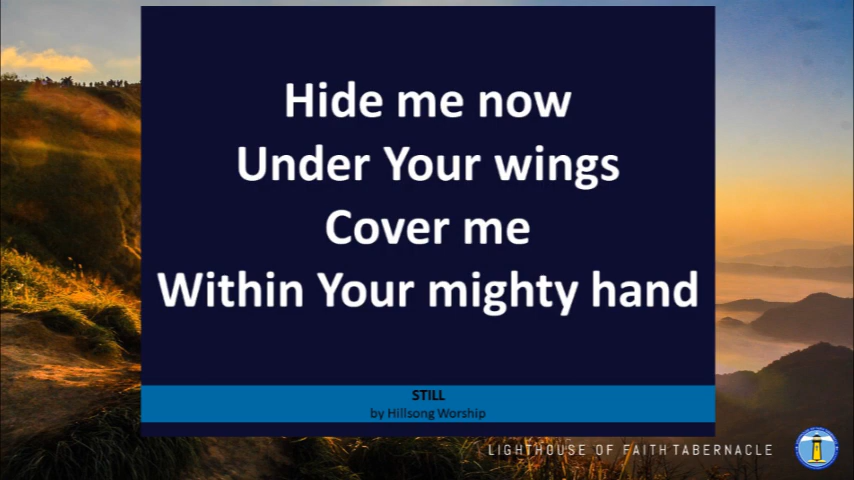 Hide me now
Under Your wings
Cover me
Within Your mighty hand
STILL
by Hillsong Worship
LIGHTHOUSE OF FAITH TABERNACLE